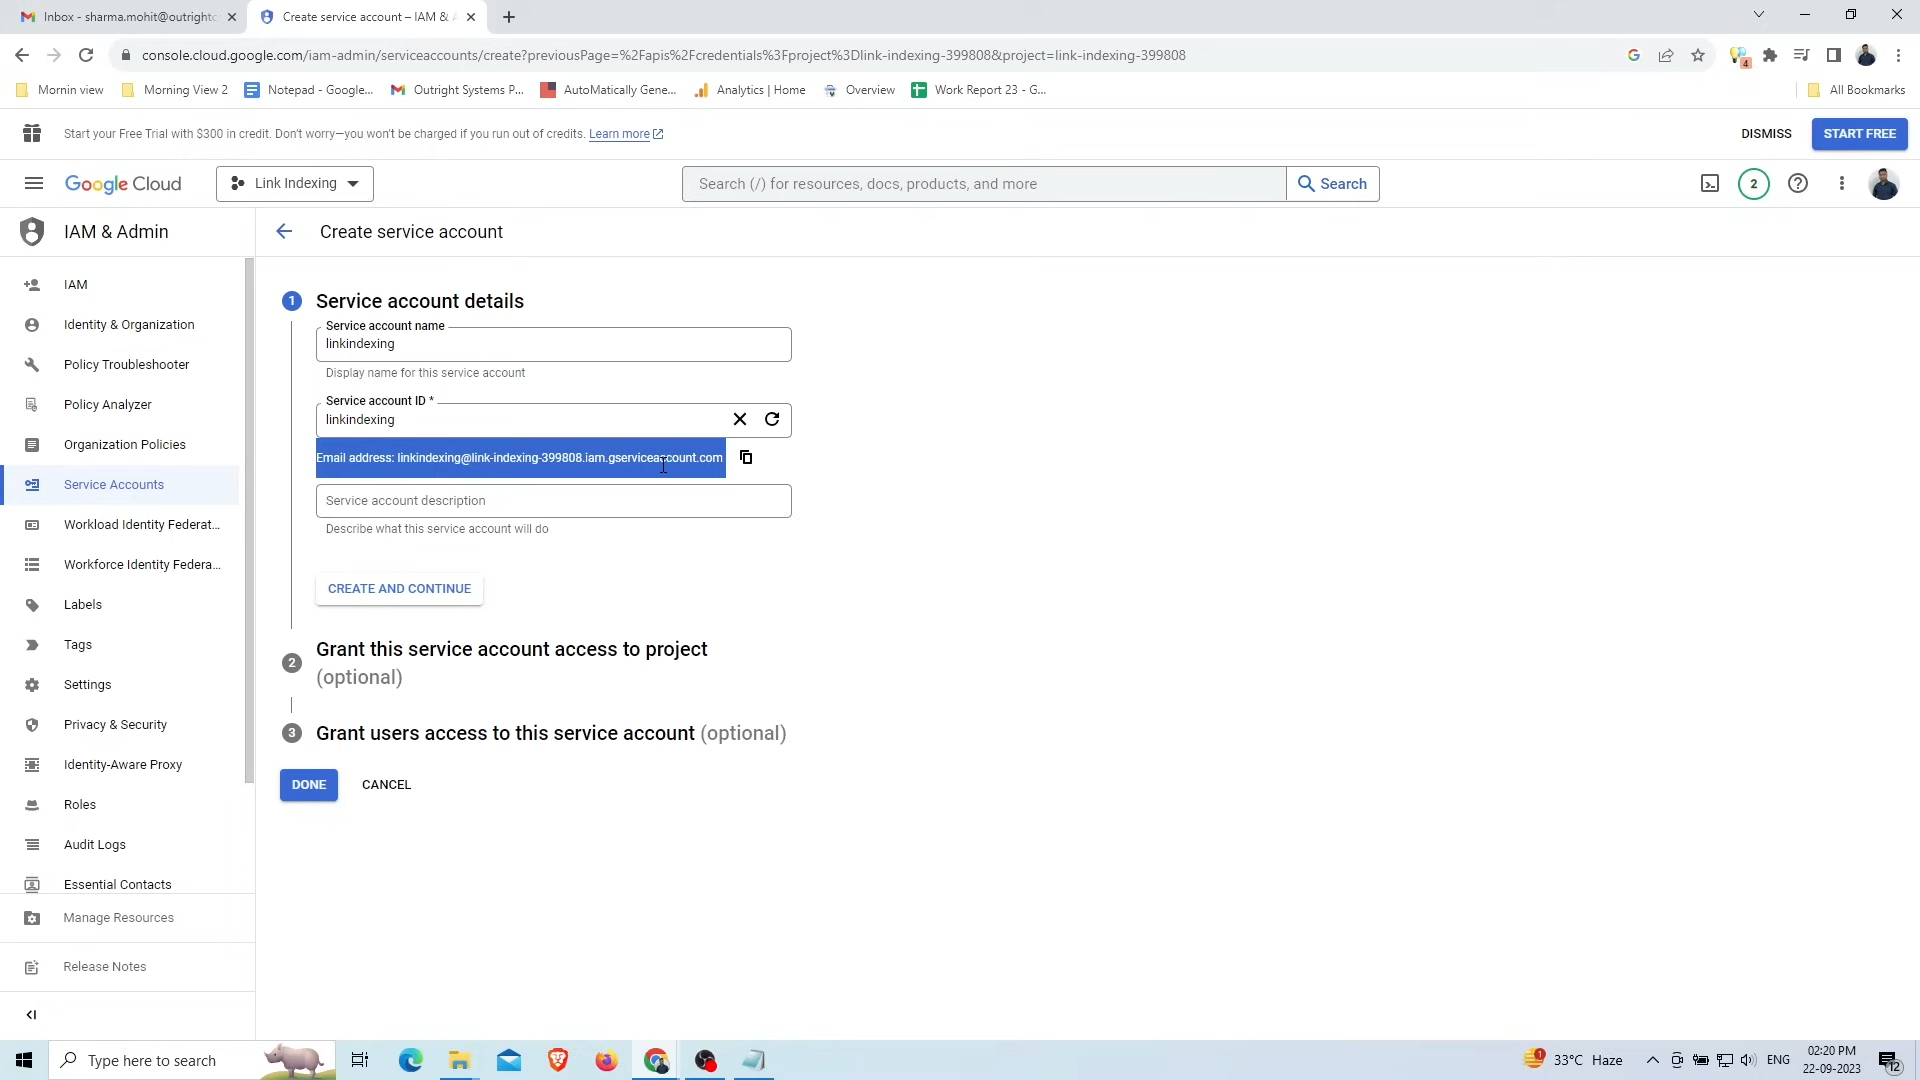 Inbox - sharma.mohit@outrightc
Create service account – IAM & A
console.cloud.google.com/iam-admin/serviceaccounts/create?previousPage=%2Fapis%2Fcredentials%3Fproject%3Dlink-indexing-399808&project=link-indexing-399808
4
Mornin view
Morning View 2
Notepad - Google...
Outright Systems P...
AutoMatically Gene...
Analytics | Home
Overview
Work Report 23 - G...
All Bookmarks
Start your Free Trial with $300 in credit. Don't worry—you won't be charged if you run out of credits. Learn more
DISMISS
START FREE
Google Cloud
Link Indexing
Search (/) for resources, docs, products, and more
Search
2
IAM & Admin
Create service account
IAM
Identity & Organization
Policy Troubleshooter
Policy Analyzer
Organization Policies
Service Accounts
Workload Identity Federat...
Workforce Identity Federa...
Labels
Tags
Settings
Privacy & Security
Identity-Aware Proxy
Roles
Audit Logs
Essential Contacts
Manage Resources
Release Notes
1
Service account details
Service account name
linkindexing
Display name for this service account
Service account ID *
linkindexing
Email address: linkindexing@link-indexing-399808.iam.gserviceaccount.com
Service account description
Describe what this service account will do
CREATE AND CONTINUE
2
Grant this service account access to project
(optional)
3
Grant users access to this service account (optional)
DONE
CANCEL
Type here to search
1
33°C Haze
ENG
02:20 PM
22-09-2023
12